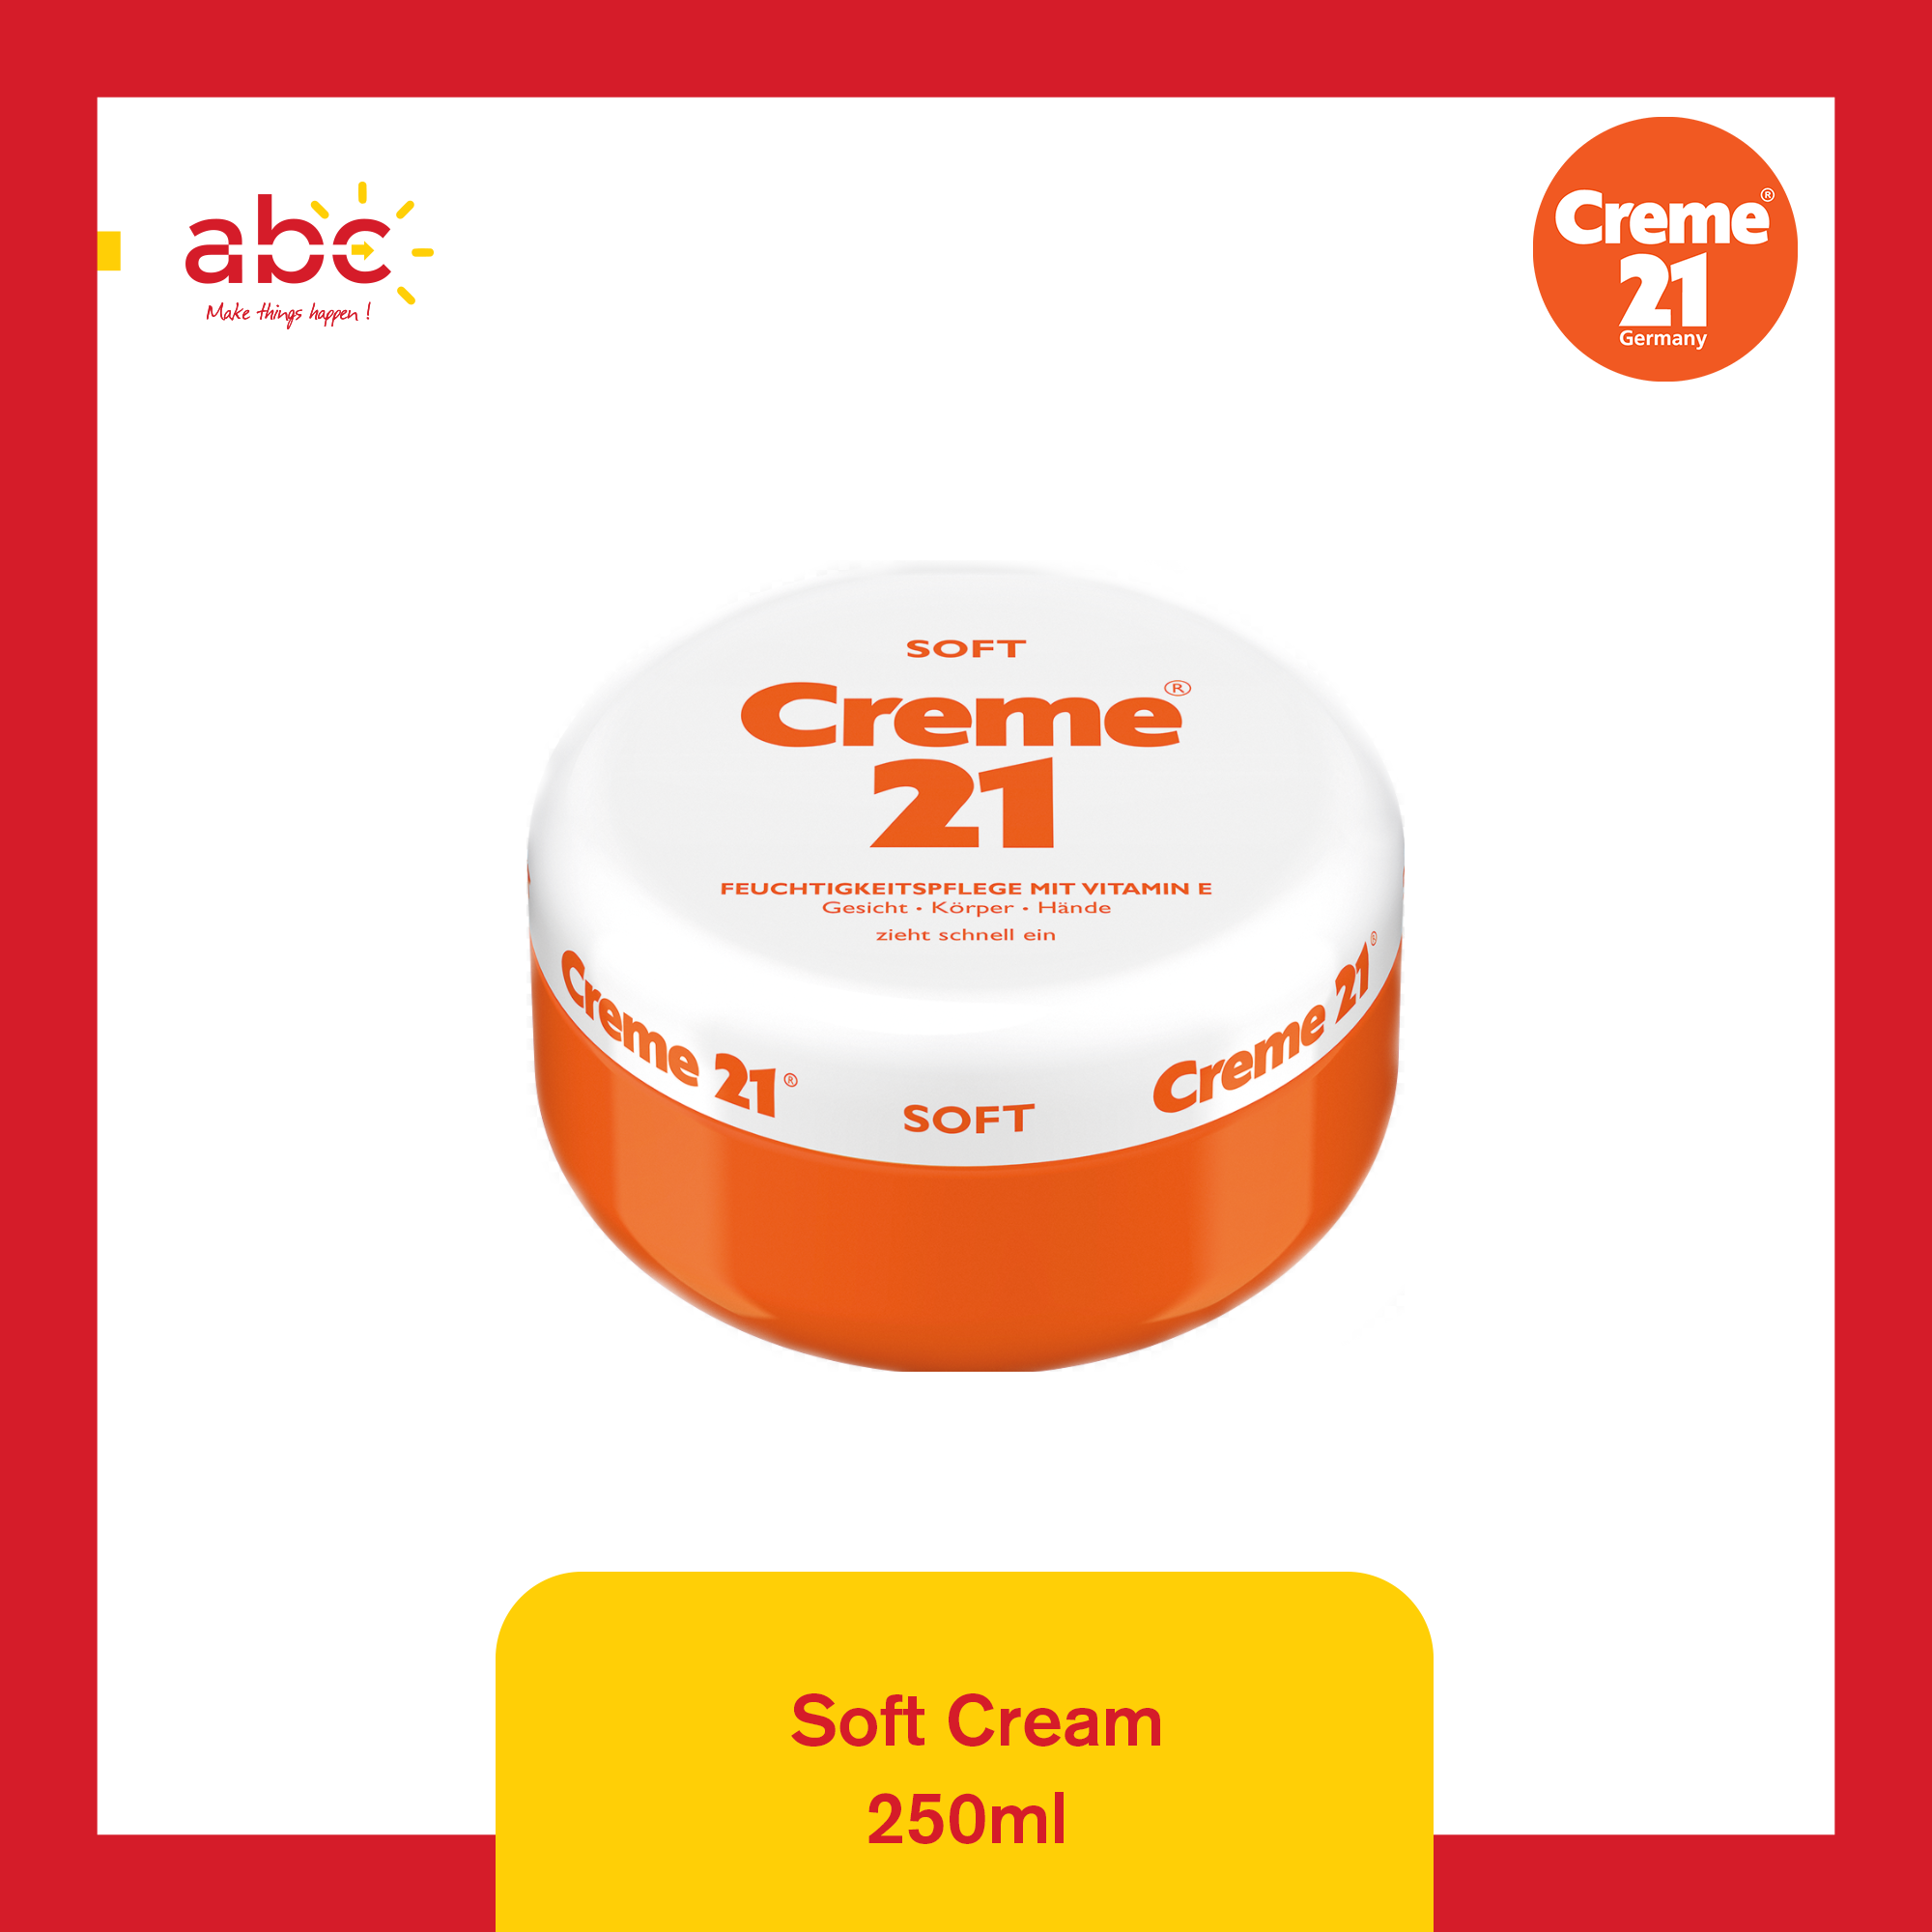 abc
Make things happen !
Creme®
21
Germany
SOFT
Creme®
21
FEUCHTIGKEITSPFLEGE MIT VITAMIN E
Gesicht • Körper • Hände
zieht schnell ein
Creme 21®
SOFT
Creme 21®
Soft Cream
250ml